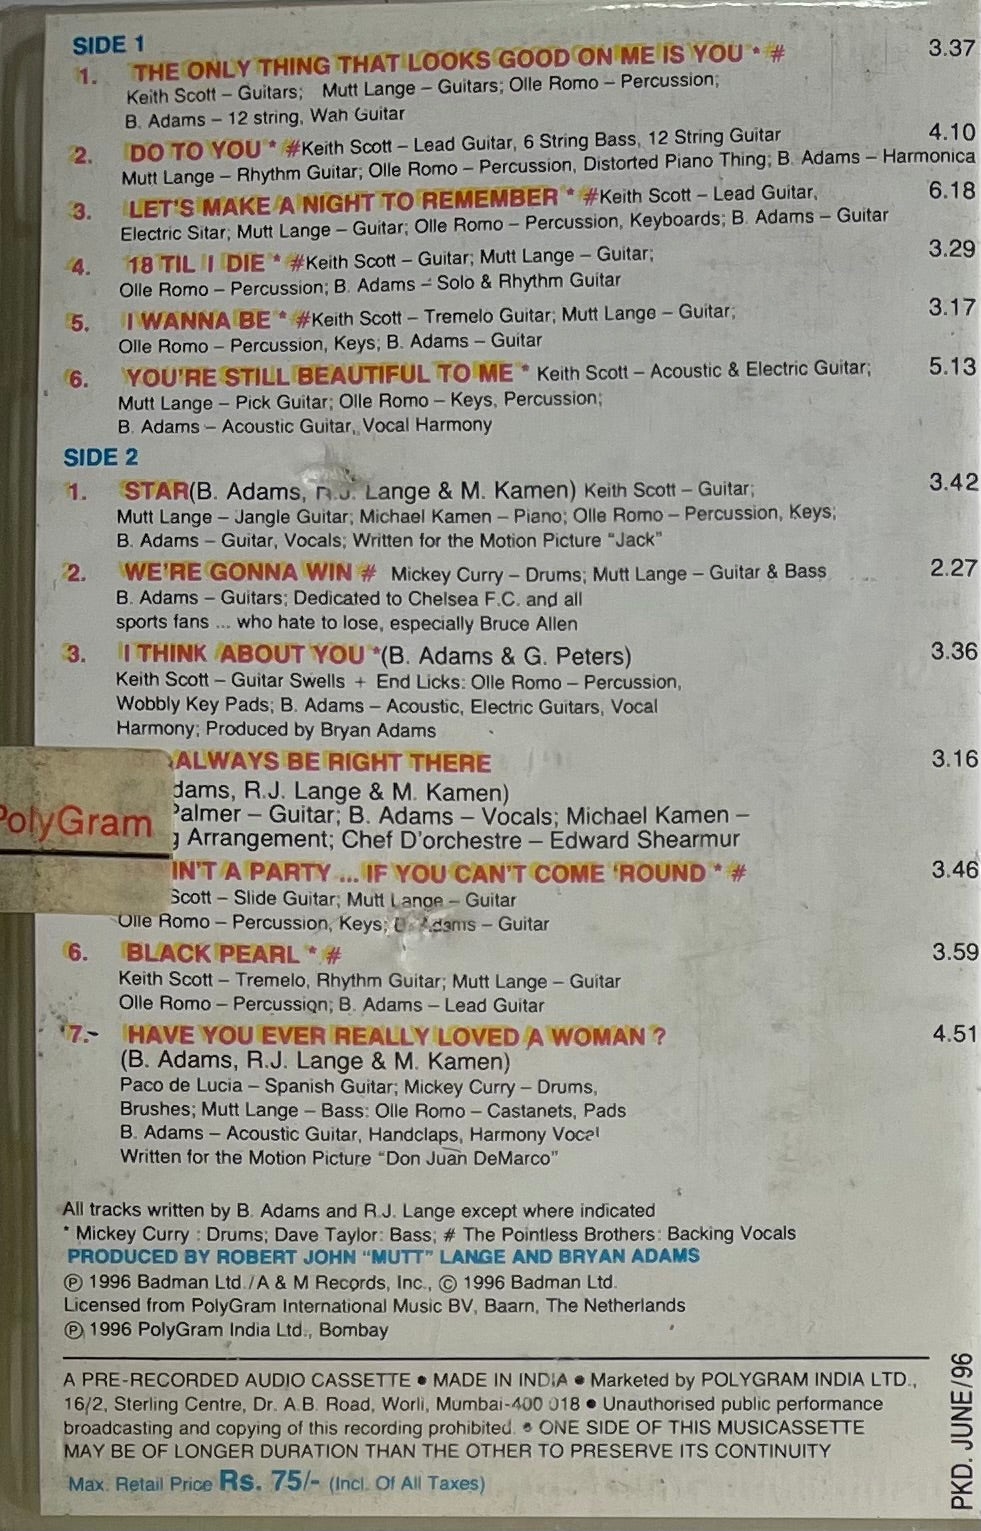 SIDE 1
1. THE ONLY THING THAT LOOKS GOOD ON ME IS YOU * # 3.37
Keith Scott – Guitars; Mutt Lange – Guitars; Olle Romo – Percussion;
B. Adams – 12 string, Wah Guitar
2. DO TO YOU * #Keith Scott – Lead Guitar, 6 String Bass, 12 String Guitar 4.10
Mutt Lange – Rhythm Guitar; Olle Romo – Percussion, Distorted Piano Thing; B. Adams – Harmonica
3. LET'S MAKE A NIGHT TO REMEMBER * #Keith Scott – Lead Guitar, 6.18
Electric Sitar; Mutt Lange – Guitar; Olle Romo – Percussion, Keyboards; B. Adams – Guitar
4. 18 TIL I DIE * #Keith Scott – Guitar; Mutt Lange – Guitar; 3.29
Olle Romo – Percussion; B. Adams – Solo & Rhythm Guitar
5. I WANNA BE * #Keith Scott – Tremelo Guitar; Mutt Lange – Guitar; 3.17
Olle Romo – Percussion, Keys; B. Adams – Guitar
6. YOU'RE STILL BEAUTIFUL TO ME * Keith Scott – Acoustic & Electric Guitar; 5.13
Mutt Lange – Pick Guitar; Olle Romo – Keys, Percussion;
B. Adams – Acoustic Guitar, Vocal Harmony
SIDE 2
1. STAR(B. Adams, R.J. Lange & M. Kamen) Keith Scott – Guitar; 3.42
Mutt Lange – Jangle Guitar; Michael Kamen – Piano; Olle Romo – Percussion, Keys;
B. Adams – Guitar, Vocals; Written for the Motion Picture "Jack"
2. WE'RE GONNA WIN # Mickey Curry – Drums; Mutt Lange – Guitar & Bass 2.27
B. Adams – Guitars; Dedicated to Chelsea F.C. and all
sports fans ... who hate to lose, especially Bruce Allen
3. I THINK ABOUT YOU *(B. Adams & G. Peters) 3.36
Keith Scott – Guitar Swells + End Licks: Olle Romo – Percussion,
Wobbly Key Pads; B. Adams – Acoustic, Electric Guitars, Vocal
Harmony; Produced by Bryan Adams
ALWAYS BE RIGHT THERE 3.16
dams, R.J. Lange & M. Kamen)
Palmer – Guitar; B. Adams – Vocals; Michael Kamen –
PolyGram
g Arrangement; Chef D'orchestre – Edward Shearmur
IN'T A PARTY ... IF YOU CAN'T COME 'ROUND * # 3.46
Scott – Slide Guitar; Mutt Lange – Guitar
Olle Romo – Percussion, Keys; B. Adams – Guitar
6. BLACK PEARL * # 3.59
Keith Scott – Tremelo, Rhythm Guitar; Mutt Lange – Guitar
Olle Romo – Percussion; B. Adams – Lead Guitar
7. HAVE YOU EVER REALLY LOVED A WOMAN ? 4.51
(B. Adams, R.J. Lange & M. Kamen)
Paco de Lucia – Spanish Guitar; Mickey Curry – Drums,
Brushes; Mutt Lange – Bass: Olle Romo – Castanets, Pads
B. Adams – Acoustic Guitar, Handclaps, Harmony Vocal
Written for the Motion Picture "Don Juan DeMarco"
All tracks written by B. Adams and R.J. Lange except where indicated
* Mickey Curry : Drums; Dave Taylor: Bass; # The Pointless Brothers: Backing Vocals
PRODUCED BY ROBERT JOHN "MUTT" LANGE AND BRYAN ADAMS
℗ 1996 Badman Ltd./A & M Records, Inc., © 1996 Badman Ltd.
Licensed from PolyGram International Music BV, Baarn, The Netherlands
℗ 1996 PolyGram India Ltd., Bombay
A PRE-RECORDED AUDIO CASSETTE ● MADE IN INDIA ● Marketed by POLYGRAM INDIA LTD.,
16/2, Sterling Centre, Dr. A.B. Road, Worli, Mumbai-400 018 ● Unauthorised public performance
broadcasting and copying of this recording prohibited. ● ONE SIDE OF THIS MUSICASSETTE
MAY BE OF LONGER DURATION THAN THE OTHER TO PRESERVE ITS CONTINUITY
Max. Retail Price Rs. 75/- (Incl. Of All Taxes)
PKD. JUNE/96